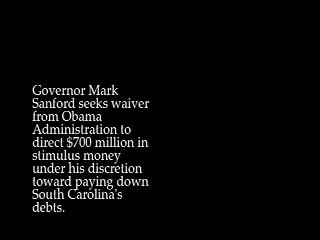 Governor Mark
Sanford seeks waiver
from Obama
Administration to
direct $700 million in
stimulus money
under his discretion
toward paying down
South Carolina's
debts.